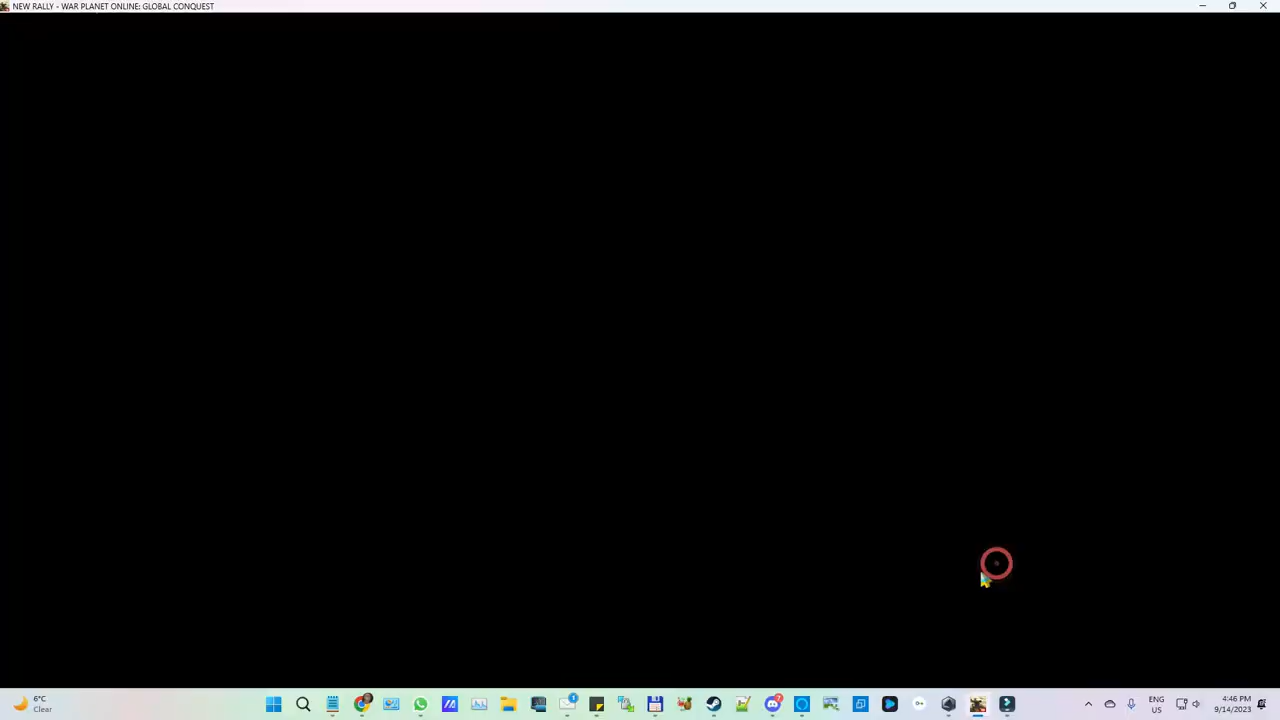 NEW RALLY - WAR PLANET ONLINE: GLOBAL CONQUEST
6°C
Clear
ENG
US
4:46 PM
9/14/2023